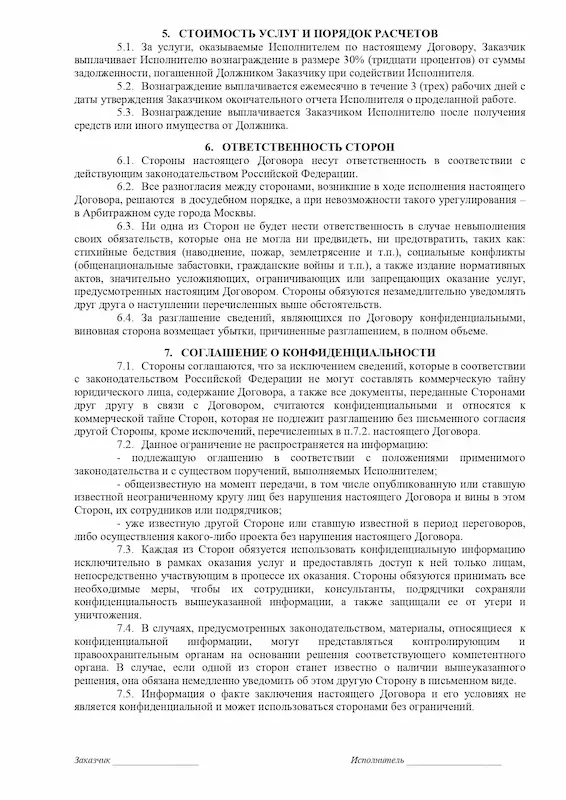 5. СТОИМОСТЬ УСЛУГ И ПОРЯДОК РАСЧЕТОВ
5.1. За услуги, оказываемые Исполнителем по настоящему Договору, Заказчик
выплачивает Исполнителю вознаграждение в размере 30% (тридцати процентов) от суммы
задолженности, погашенной Должником Заказчику при содействии Исполнителя.
5.2. Вознаграждение выплачивается ежемесячно в течение 3 (трех) рабочих дней с
даты утверждения Заказчиком окончательного отчета Исполнителя о проделанной работе.
5.3. Вознаграждение выплачивается Заказчиком Исполнителю после получения
средств или иного имущества от Должника.
6. ОТВЕТСТВЕННОСТЬ СТОРОН
6.1. Стороны настоящего Договора несут ответственность в соответствии с
действующим законодательством Российской Федерации.
6.2. Все разногласия между сторонами, возникшие в ходе исполнения настоящего
Договора, решаются в досудебном порядке, а при невозможности такого урегулирования –
в Арбитражном суде города Москвы.
6.3. Ни одна из Сторон не будет нести ответственность в случае невыполнения
своих обязательств, которые она не могла ни предвидеть, ни предотвратить, таких как:
стихийные бедствия (наводнение, пожар, землетрясение и т.п.), социальные конфликты
(общенациональные забастовки, гражданские войны и т.п.), а также издание нормативных
актов, значительно усложняющих, ограничивающих или запрещающих оказание услуг,
предусмотренных настоящим Договором. Стороны обязуются незамедлительно уведомлять
друг друга о наступлении перечисленных выше обстоятельств.
6.4. За разглашение сведений, являющихся по Договору конфиденциальными,
виновная сторона возмещает убытки, причиненные разглашением, в полном объеме.
7. СОГЛАШЕНИЕ О КОНФИДЕНЦИАЛЬНОСТИ
7.1. Стороны соглашаются, что за исключением сведений, которые в соответствии
с законодательством Российской Федерации не могут составлять коммерческую тайну
юридического лица, содержание Договора, а также все документы, переданные Сторонами
друг другу в связи с Договором, считаются конфиденциальными и относятся к
коммерческой тайне Сторон, которая не подлежит разглашению без письменного согласия
другой Стороны, кроме исключений, перечисленных в п.7.2. настоящего Договора.
7.2. Данное ограничение не распространяется на информацию:
- подлежащую оглашению в соответствии с положениями применимого
законодательства и с существом поручений, выполняемых Исполнителем;
- общеизвестную на момент передачи, в том числе опубликованную или ставшую
известной неограниченному кругу лиц без нарушения настоящего Договора и вины в этом
Сторон, их сотрудников или подрядчиков;
- уже известную другой Стороне или ставшую известной в период переговоров,
либо осуществления какого-либо проекта без нарушения настоящего Договора.
7.3. Каждая из Сторон обязуется использовать конфиденциальную информацию
исключительно в рамках оказания услуг и предоставлять доступ к ней только лицам,
непосредственно участвующим в процессе их оказания. Стороны обязуются принимать все
необходимые меры, чтобы их сотрудники, консультанты, подрядчики сохраняли
конфиденциальность вышеуказанной информации, а также защищали ее от утери и
уничтожения.
7.4. В случаях, предусмотренных законодательством, материалы, относящиеся к
конфиденциальной информации, могут представляться контролирующим и
правоохранительным органам на основании решения соответствующего компетентного
органа. В случае, если одной из сторон станет известно о наличии вышеуказанного
решения, она обязана немедленно уведомить об этом другую Сторону в письменном виде.
7.5. Информация о факте заключения настоящего Договора и его условиях не
является конфиденциальной и может использоваться сторонами без ограничений.
Заказчик __________________ Исполнитель ____________________